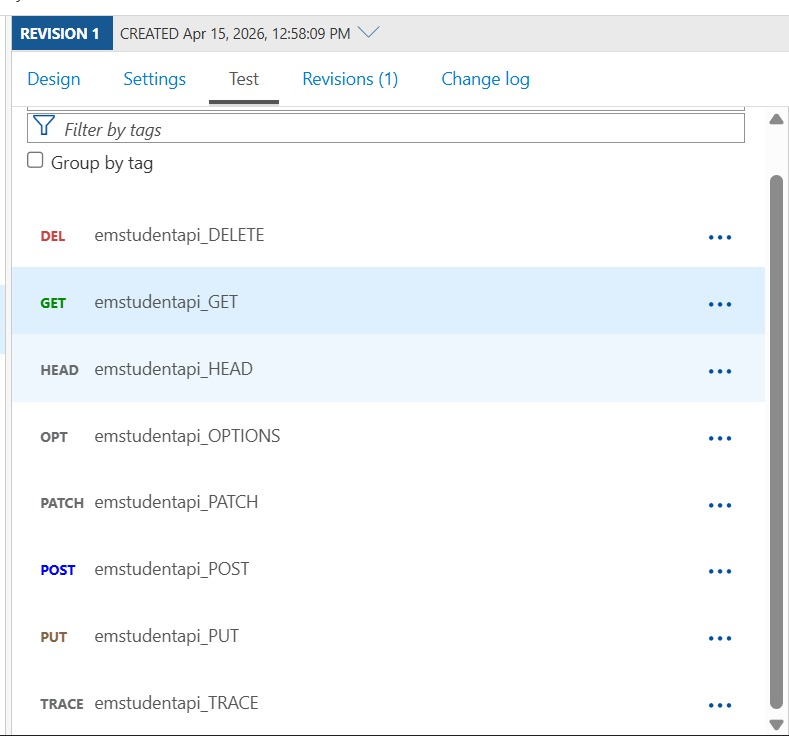 REVISION 1 CREATED Apr 15, 2026, 12:58:09 PM
Design Settings Test Revisions (1) Change log
Filter by tags
Group by tag
DEL emstudentapi_DELETE
GET emstudentapi_GET
HEAD emstudentapi_HEAD
OPT emstudentapi_OPTIONS
PATCH emstudentapi_PATCH
POST emstudentapi_POST
PUT emstudentapi_PUT
TRACE emstudentapi_TRACE